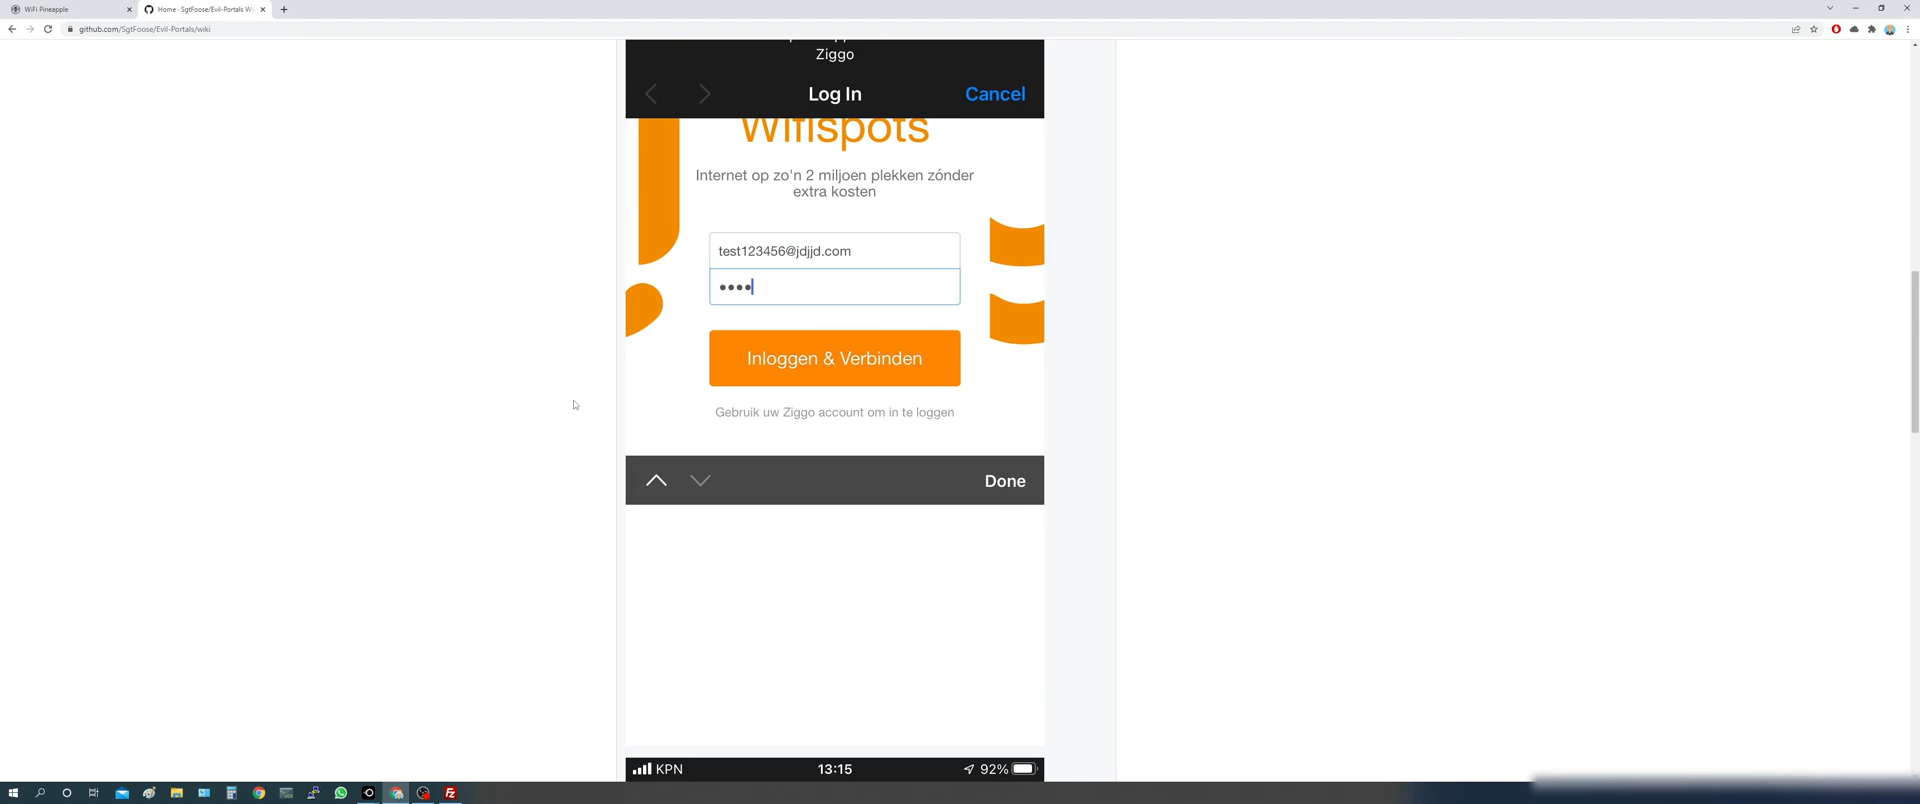 WiFi Pineapple
Home · SgtFoose/Evil-Portals Wi
github.com/SgtFoose/Evil-Portals/wiki
Ziggo
Log In
Cancel
Wifispots
Internet op zo'n 2 miljoen plekken zónder
extra kosten
test123456@jdjjd.com
Inloggen & Verbinden
Gebruik uw Ziggo account om in te loggen
Done
KPN
13:15
92%